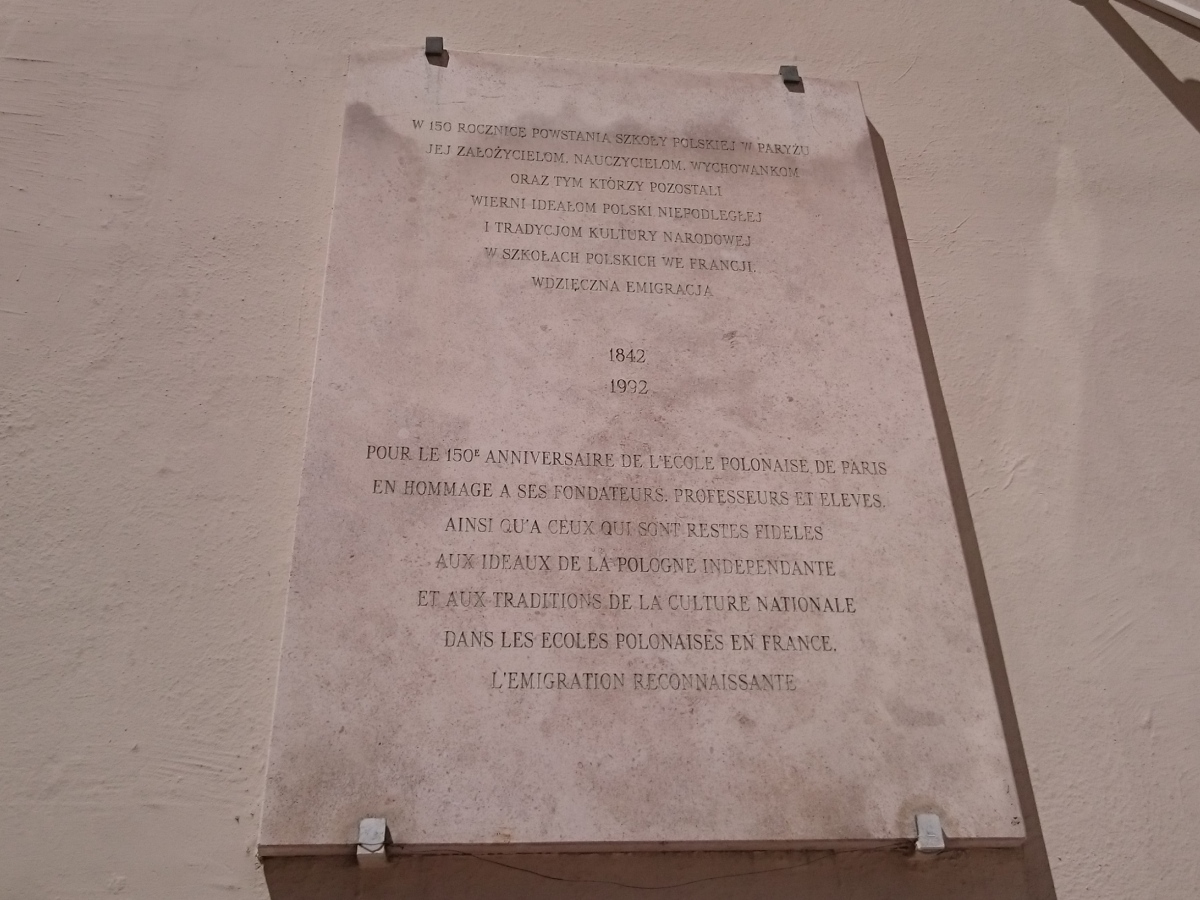 W 150 ROCZNICĘ POWSTANIA SZKOŁY POLSKIEJ W PARYŻU
JEJ ZAŁOŻYCIELOM, NAUCZYCIELOM, WYCHOWANKOM
ORAZ TYM KTÓRZY POZOSTALI
WIERNI IDEAŁOM POLSKI NIEPODLEGŁEJ
I TRADYCJOM KULTURY NARODOWEJ
W SZKOŁACH POLSKICH WE FRANCJI.
WDZIĘCZNA EMIGRACJA
1842
1992
POUR LE 150E ANNIVERSAIRE DE L'ECOLE POLONAISE DE PARIS
EN HOMMAGE A SES FONDATEURS, PROFESSEURS ET ELEVES,
AINSI QU'A CEUX QUI SONT RESTES FIDELES
AUX IDEAUX DE LA POLOGNE INDEPENDANTE
ET AUX TRADITIONS DE LA CULTURE NATIONALE
DANS LES ECOLES POLONAISES EN FRANCE.
L'EMIGRATION RECONNAISSANTE